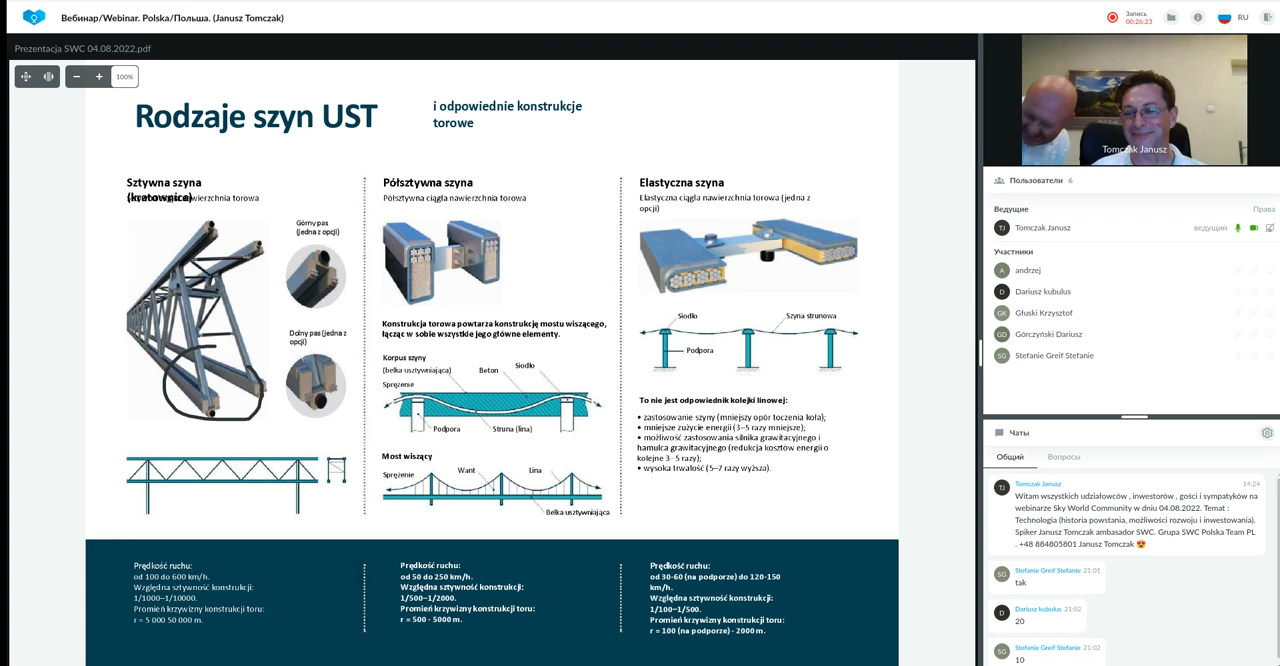 Вебинар/Webinar. Polska/Польша. (Janusz Tomczak)
Запись
00:26:23
RU
Prezentacja SWC 04.08.2022.pdf
100%
Rodzaje szyn UST
i odpowiednie konstrukcje
torowe
Sztywna szyna
(kratownica)
nawierzchnia torowa
Górny pas
(jedna z opcji)
Dolny pas (jedna z
opcji)
Półsztywna szyna
Półsztywna ciągła nawierzchnia torowa
Konstrukcja torowa powtarza konstrukcję mostu wiszącego,
łącząc w sobie wszystkie jego główne elementy.
Korpus szyny
(belka usztywniająca)
Beton
Siodło
Sprężenie
Podpora
Struna (lina)
Most wiszący
Sprężenie
Want
Lina
Belka usztywniająca
Elastyczna szyna
Elastyczna ciągła nawierzchnia torowa (jedna z
opcji)
Siodło
Szyna strunowa
Podpora
To nie jest odpowiednik kolejki linowej:
• zastosowanie szyny (mniejszy opór toczenia koła);
• mniejsze zużycie energii (3–5 razy mniejsze);
• możliwość zastosowania silnika grawitacyjnego i
hamulca grawitacyjnego (redukcja kosztów energii o
kolejne 3–5 razy);
• wysoka trwałość (5–7 razy wyższa).
Prędkość ruchu:
od 100 do 600 km/h.
Względna sztywność konstrukcji:
1/1000–1/10000.
Promień krzywizny konstrukcji toru:
r = 5 000 50 000 m.
Prędkość ruchu:
od 50 do 250 km/h.
Względna sztywność konstrukcji:
1/500–1/2000.
Promień krzywizny konstrukcji toru:
r = 500 - 5000 m.
Prędkość ruchu:
od 30-60 (na podporze) do 120-150
km/h.
Względna sztywność konstrukcji:
1/100–1/500.
Promień krzywizny konstrukcji toru:
r = 100 (na podporze) - 2000 m.
Tomczak Janusz
Пользователи 6
Ведущие
Права
TJ
Tomczak Janusz
ведущий
Участники
A
andrzej
D
Dariusz kubulus
GK
Głuski Krzysztof
GD
Górczyński Dariusz
SG
Stefanie Greif Stefanie
Чаты
Общий
Вопросы
TJ
Tomczak Janusz 14:24
Witam wszystkich udziałowców , inwestorów , gości i sympatyków na
webinarze Sky World Community w dniu 04.08.2022. Temat :
Technologia (historia powstania, możliwości rozwoju i inwestowania).
Spiker Janusz Tomczak ambasador SWC. Grupa SWC Polska Team PL
. +48 884805801 Janusz Tomczak 😍
SG
Stefanie Greif Stefanie 21:01
tak
D
Dariusz kubulus 21:02
20
SG
Stefanie Greif Stefanie 21:02
10